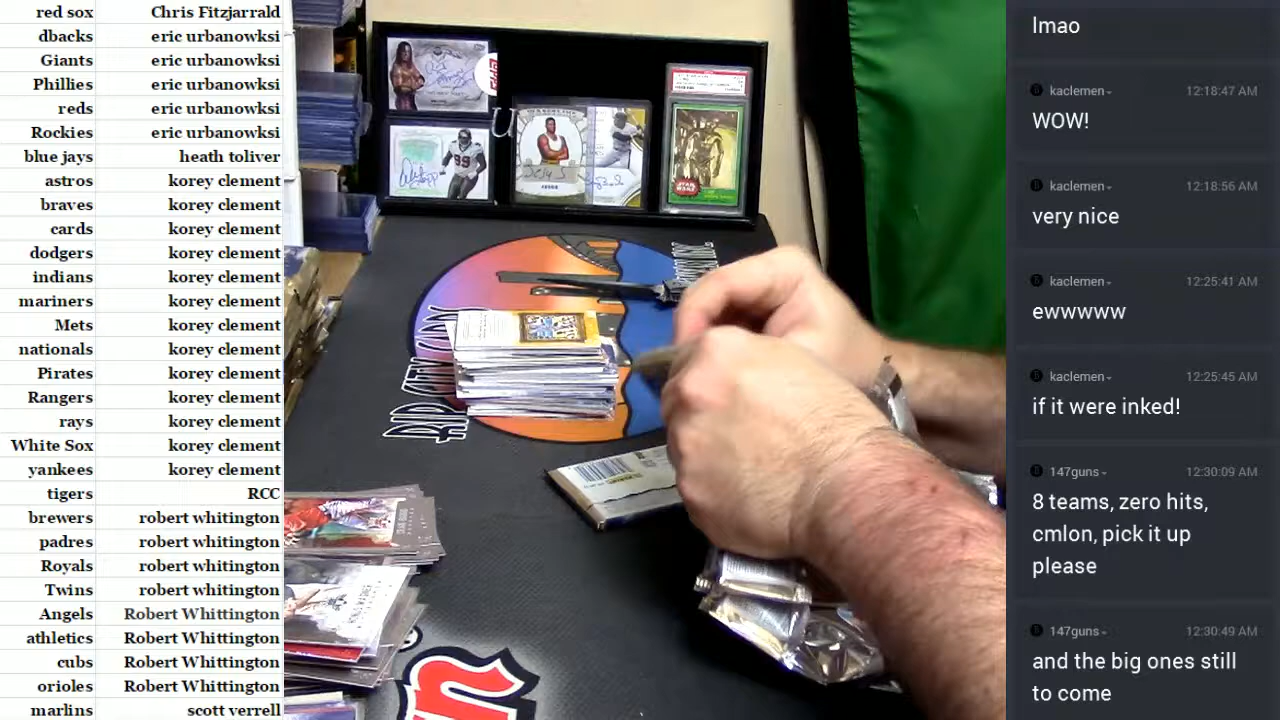 red sox Chris Fitzjarrald
dbacks eric urbanowksi
Giants eric urbanowksi
Phillies eric urbanowksi
reds eric urbanowksi
Rockies eric urbanowksi
blue jays heath toliver
astros korey clement
braves korey clement
cards korey clement
dodgers korey clement
indians korey clement
mariners korey clement
Mets korey clement
nationals korey clement
Pirates korey clement
Rangers korey clement
rays korey clement
White Sox korey clement
yankees korey clement
tigers RCC
brewers robert whitington
padres robert whitington
Royals robert whitington
Twins robert whitington
Angels Robert Whittington
athletics Robert Whittington
cubs Robert Whittington
orioles Robert Whittington
marlins scott verrell
99
STAR WARS
RIP CITY CARDS
lmao
kaclemen 12:18:47 AM
WOW!
kaclemen 12:18:56 AM
very nice
kaclemen 12:25:41 AM
ewwwww
kaclemen 12:25:45 AM
if it were inked!
147guns 12:30:09 AM
8 teams, zero hits,
cmlon, pick it up
please
147guns 12:30:49 AM
and the big ones still
to come